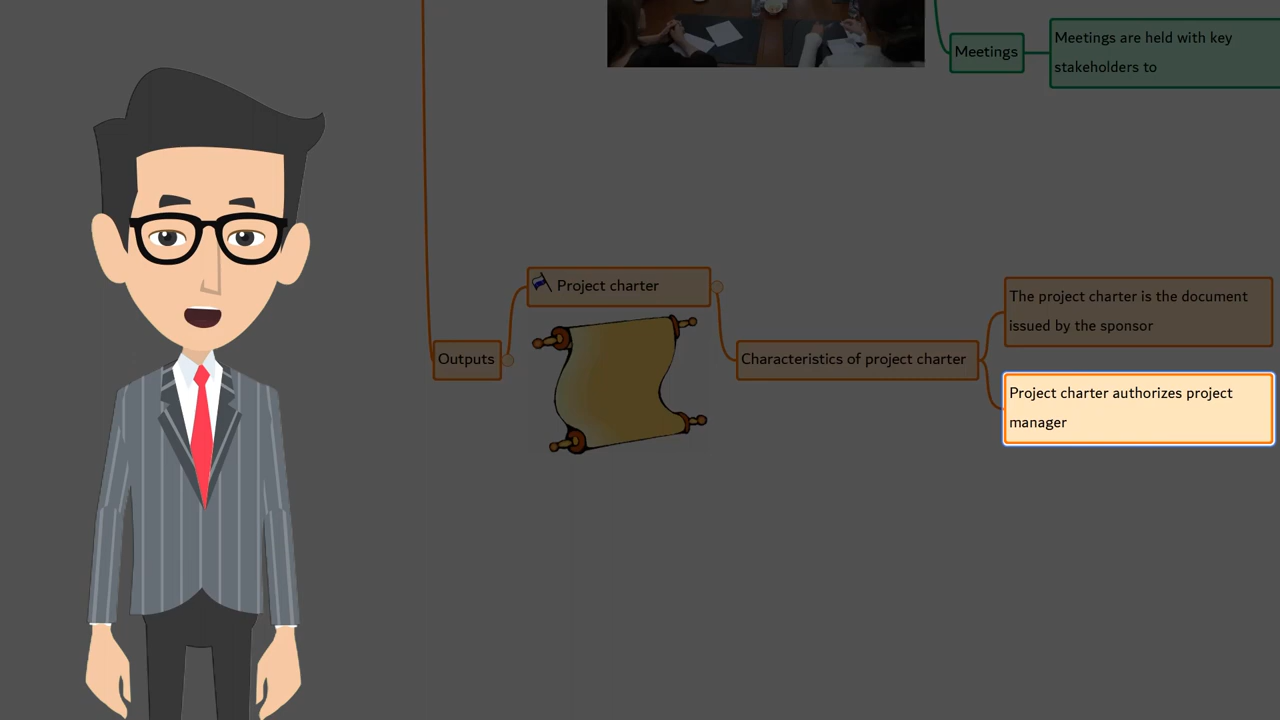 Meetings
Meetings are held with key
stakeholders to
Project charter
Outputs
Characteristics of project charter
The project charter is the document
issued by the sponsor
Project charter authorizes project
manager